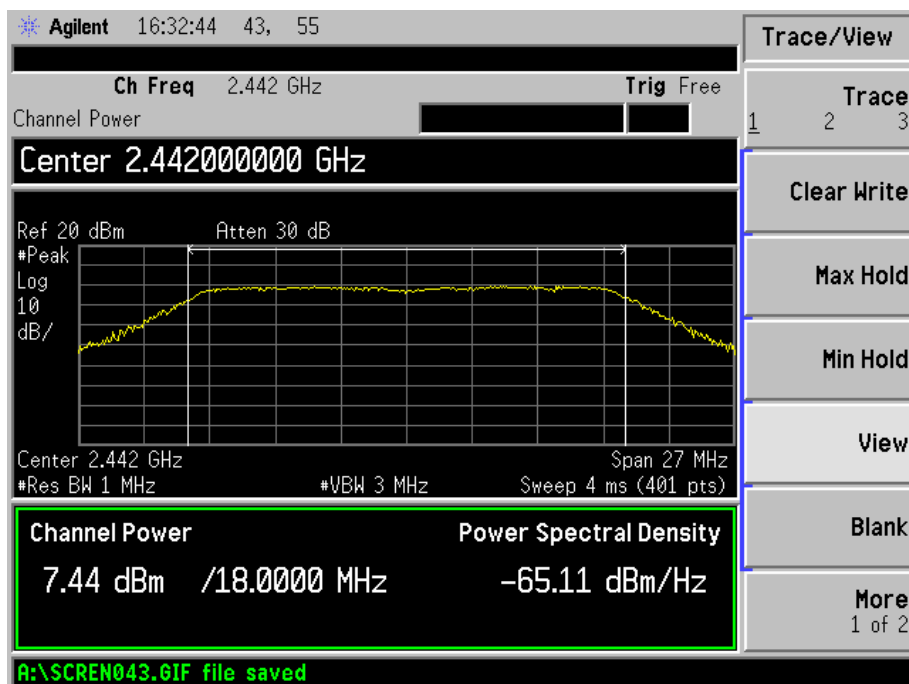 Agilent 16:32:44 43, 55
Trace/View
Ch Freq 2.442 GHz Trig Free
Channel Power
Trace
1 2 3
Center 2.442000000 GHz
Clear Write
Ref 20 dBm Atten 30 dB
#Peak
Log
10
dB/
Max Hold
Min Hold
Center 2.442 GHz Span 27 MHz
#Res BW 1 MHz #VBW 3 MHz Sweep 4 ms (401 pts)
View
Channel Power Power Spectral Density
7.44 dBm /18.0000 MHz -65.11 dBm/Hz
Blank
More
1 of 2
A:\SCREN043.GIF file saved